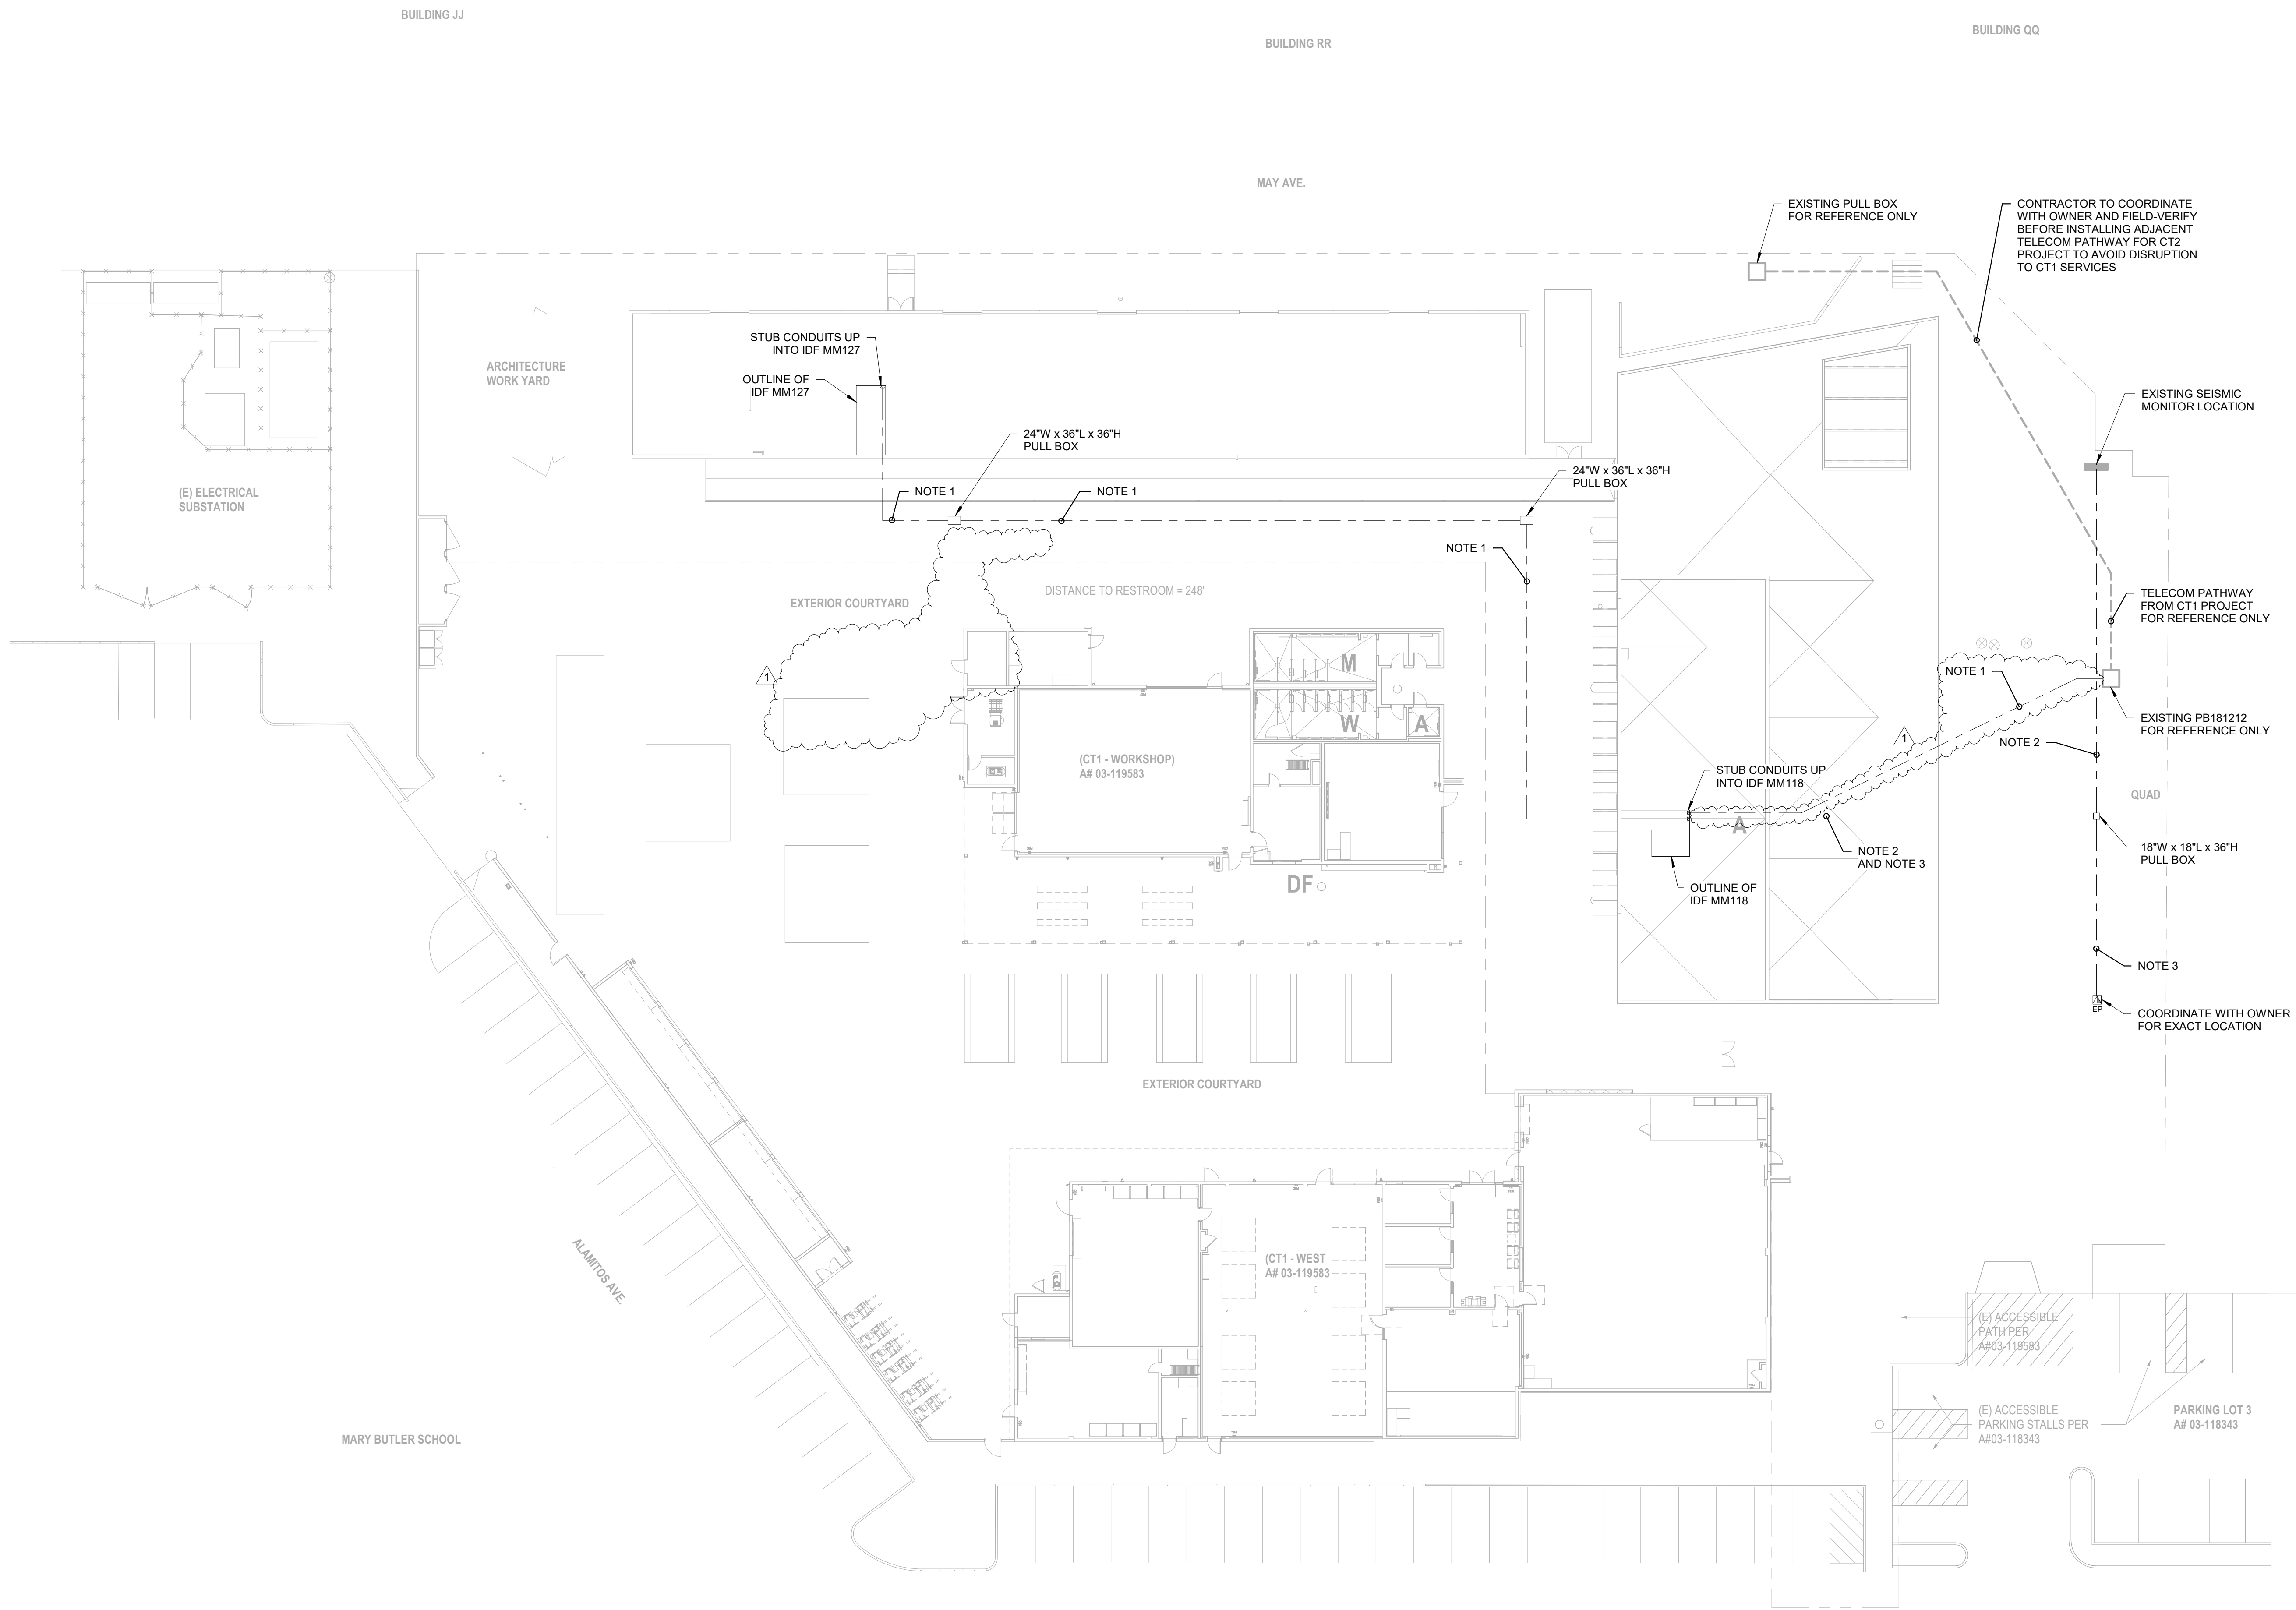 BUILDING JJ
BUILDING RR
BUILDING QQ
MAY AVE.
EXISTING PULL BOX
FOR REFERENCE ONLY
CONTRACTOR TO COORDINATE
WITH OWNER AND FIELD-VERIFY
BEFORE INSTALLING ADJACENT
TELECOM PATHWAY FOR CT2
PROJECT TO AVOID DISRUPTION
TO CT1 SERVICES
STUB CONDUITS UP
INTO IDF MM127
OUTLINE OF
IDF MM127
ARCHITECTURE
WORK YARD
EXISTING SEISMIC
MONITOR LOCATION
24"W x 36"L x 36"H
PULL BOX
24"W x 36"L x 36"H
PULL BOX
(E) ELECTRICAL
SUBSTATION
NOTE 1
NOTE 1
NOTE 1
DISTANCE TO RESTROOM = 248'
EXTERIOR COURTYARD
TELECOM PATHWAY
FROM CT1 PROJECT
FOR REFERENCE ONLY
1
M
W
A
NOTE 1
EXISTING PB181212
FOR REFERENCE ONLY
1
NOTE 2
(CT1 - WORKSHOP)
A# 03-119583
STUB CONDUITS UP
INTO IDF MM118
QUAD
A
NOTE 2
AND NOTE 3
18"W x 18"L x 36"H
PULL BOX
DF
OUTLINE OF
IDF MM118
NOTE 3
EP
COORDINATE WITH OWNER
FOR EXACT LOCATION
EXTERIOR COURTYARD
ALAMITOS AVE.
(CT1 - WEST
A# 03-119583
(E) ACCESSIBLE
PATH PER
A#03-119583
(E) ACCESSIBLE
PARKING STALLS PER
A#03-118343
PARKING LOT 3
A# 03-118343
MARY BUTLER SCHOOL